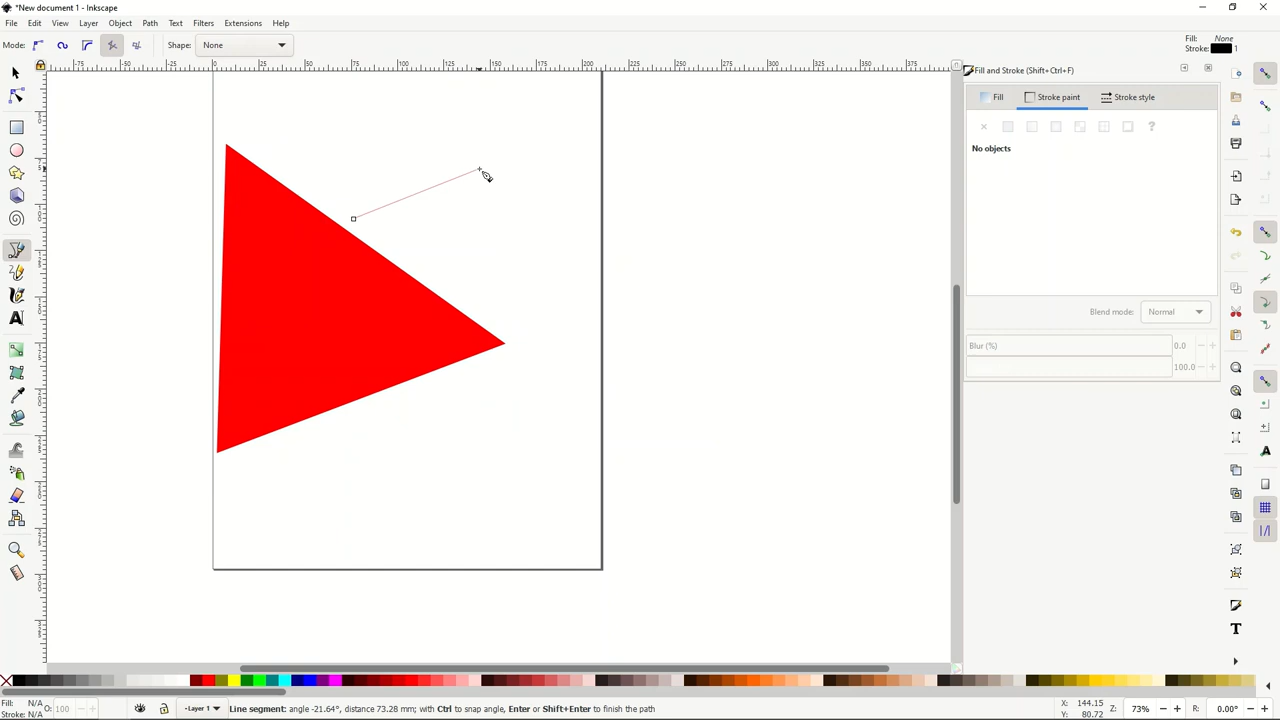 *New document 1 - Inkscape
File Edit View Layer Object Path Text Filters Extensions Help
Mode: Shape: None
Fill: None
Stroke: 1
Fill and Stroke (Shift+Ctrl+F)
Fill Stroke paint Stroke style
?
No objects
Blend mode: Normal
Blur (%) 0.0 − +
100.0 − +
Fill: N/A
Stroke: N/A
O: 100 − +
-Layer 1
Line segment: angle -21.64°, distance 73.28 mm; with Ctrl to snap angle, Enter or Shift+Enter to finish the path
X: 144.15
Y: 80.72
Z: 73% − +
R: 0.00° − +